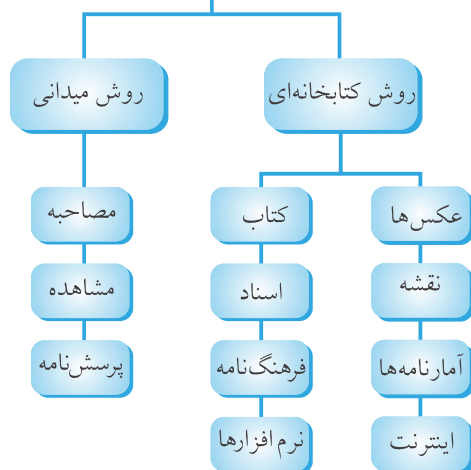 روش کتابخانه‌ای
روش میدانی
عکس‌ها
کتاب
مصاحبه
نقشه
اسناد
مشاهده
آمارنامه‌ها
فرهنگ‌نامه
پرسش‌نامه
اینترنت
نرم افزارها